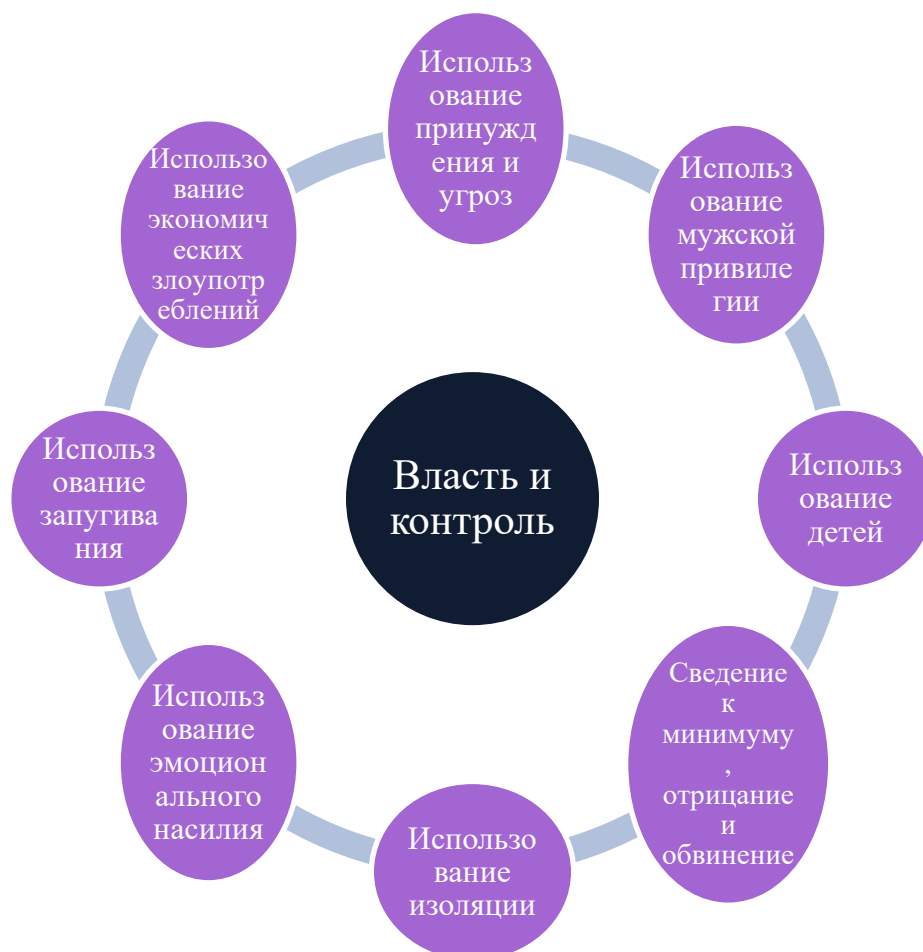 Использ
ование
принужд
ения и
угроз
Использ
ование
мужской
привиле
гии
Использ
ование
детей
Сведение
к
минимуму
,
отрицание
и
обвинение
Использо
вание
изоляции
Использ
ование
эмоцион
ального
насилия
Использ
ование
запугива
ния
Использо
вание
экономич
еских
злоупотр
еблений
Власть и
контроль